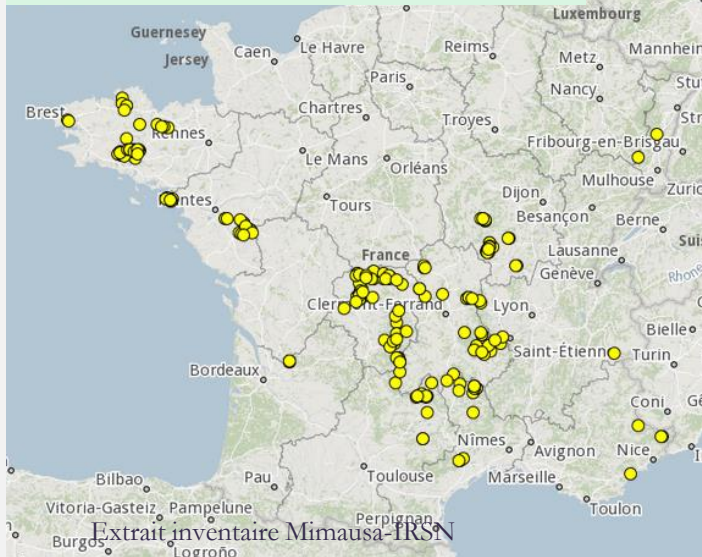 Luxembourg
Guernesey
Le Havre
Caen
Reims
Jersey
Metz
Mannheim
Paris
Nancy
Chartres
Troyes
Brest
Rennes
Fribourg-en-Brisgau
Le Mans
Orléans
Mulhouse
Dijon
Nantes
Tours
Besançon
Berne
Lausanne
France
Genève
Clermont-Ferrand
Lyon
Bielle
Saint-Étienne
Turin
Bordeaux
Coni
Nîmes
Avignon
Nice
Toulouse
Bilbao
Pau
Marseille
Toulon
Vitoria-Gasteiz
Pampelune
Perpignan
Extrait inventaire Mimausa-IRSN
Burgos
Logroño